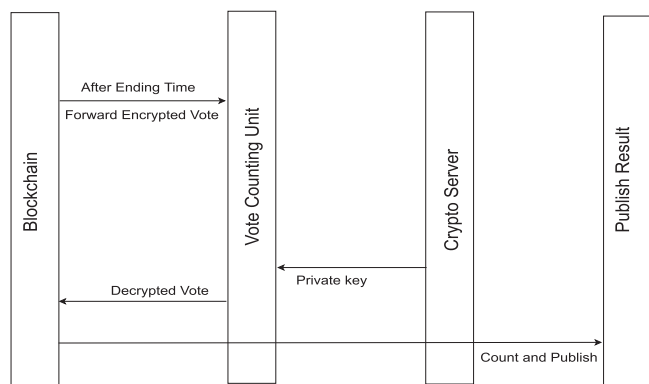 After Ending Time
Forward Encrypted Vote
Blockchain
Vote Counting Unit
Crypto Server
Publish Result
Private key
Decrypted Vote
Count and Publish